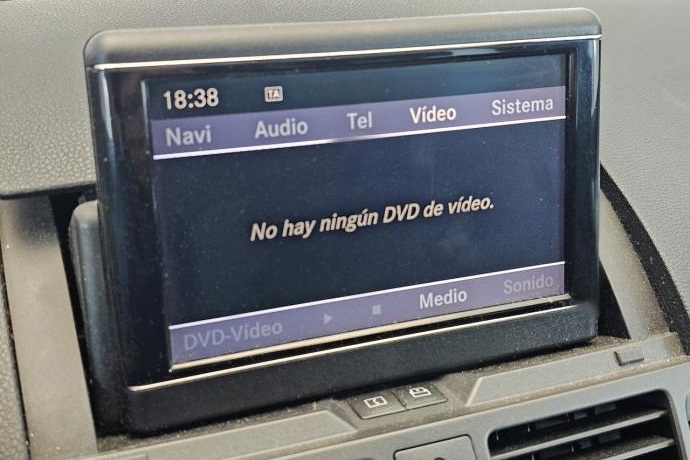 18:38 TA
Navi Audio Tel Vídeo Sistema
No hay ningún DVD de vídeo.
DVD-Vídeo Medio Sonido